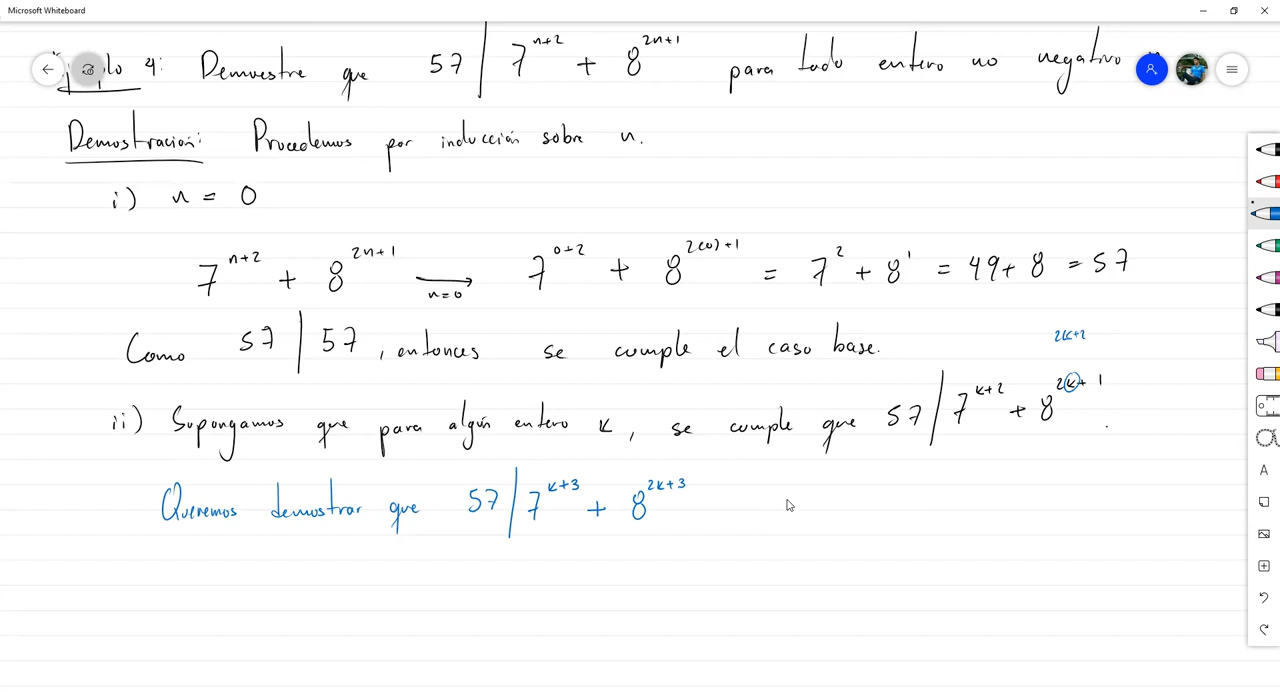 Microsoft Whiteboard
4: Demuestre que 57 | 7^{n+2} + 8^{2n+1} para todo entero no negativo
Demostración: Procedemos por inducción sobre n.
i) n = 0
7^{n+2} + 8^{2n+1} → n=0 7^{0+2} + 8^{2(0)+1} = 7^2 + 8^1 = 49 + 8 = 57
Como 57 | 57, entonces se cumple el caso base.
2k+2
ii) Supongamos que para algún entero k, se cumple que 57 | 7^{k+2} + 8^{2k+1}.
Queremos demostrar que 57 | 7^{k+3} + 8^{2k+3}
A